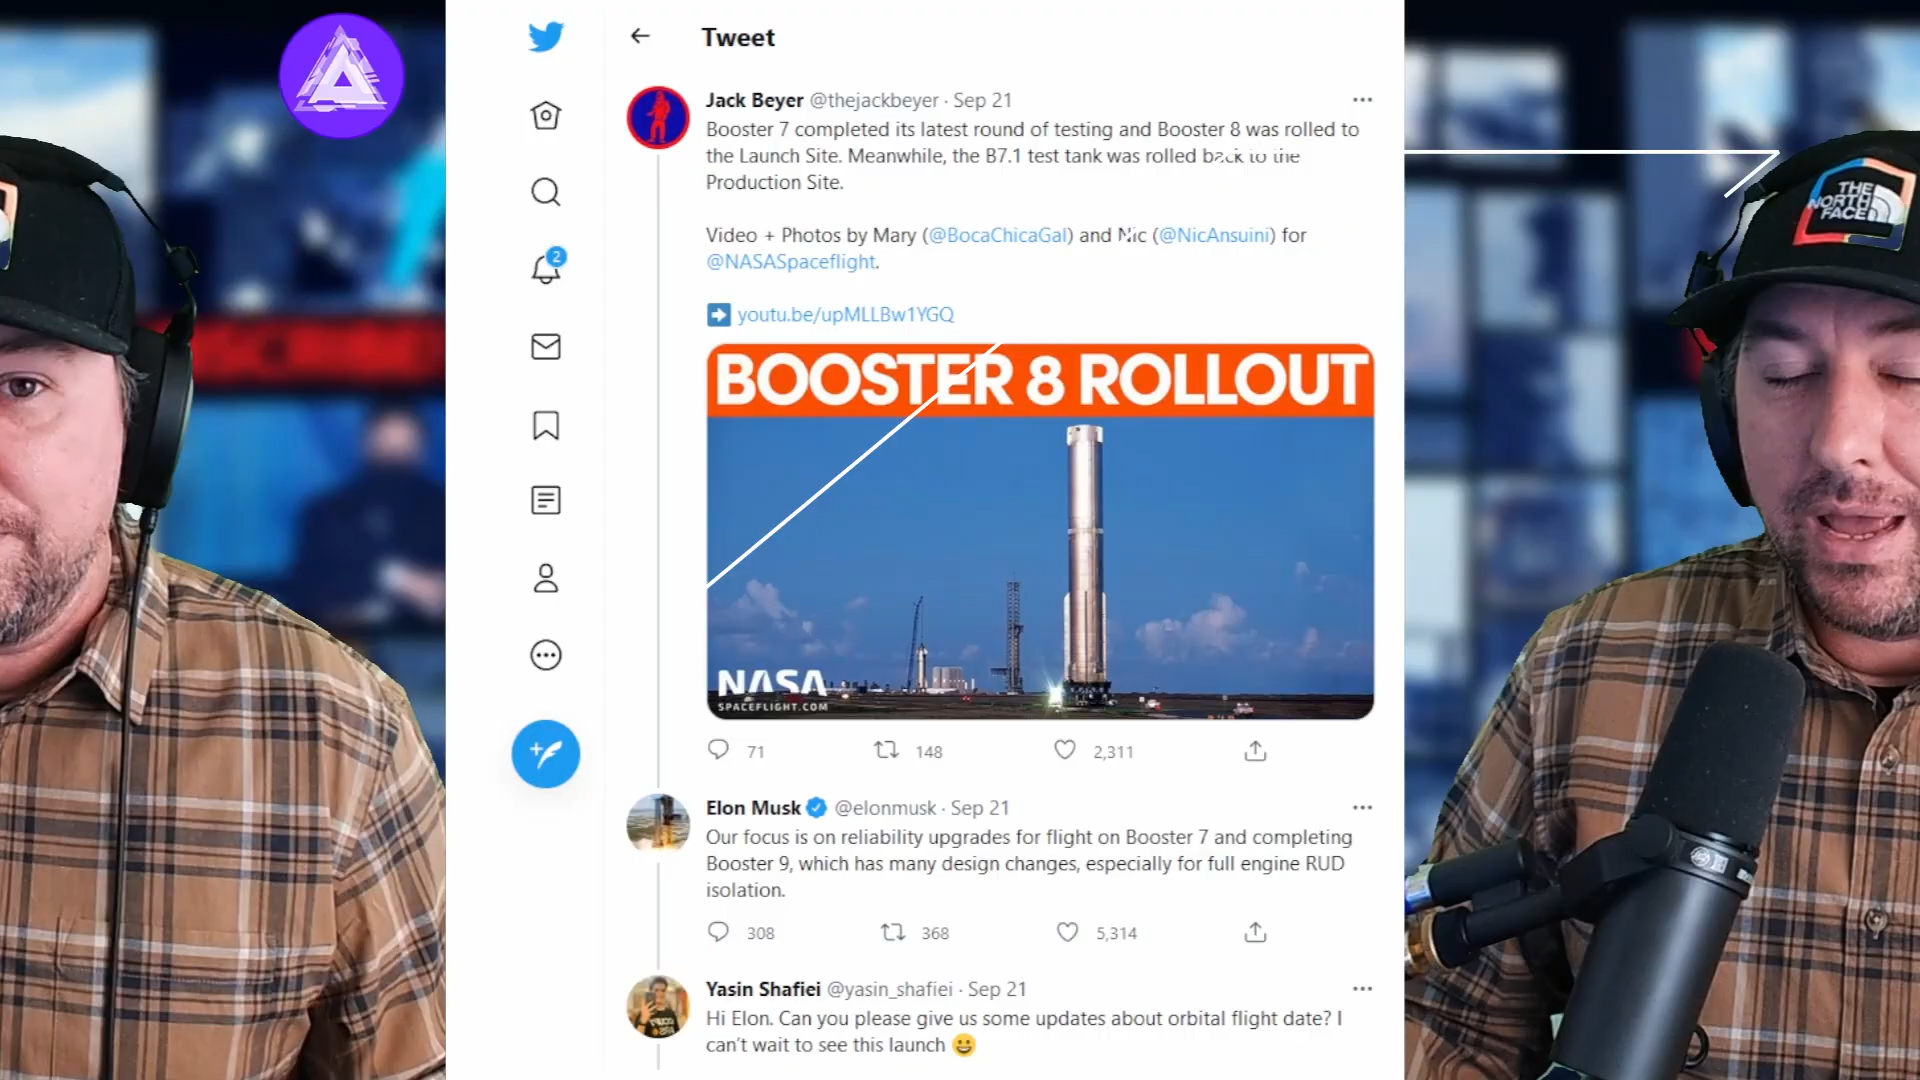 Tweet
Jack Beyer @thejackbeyer · Sep 21
Booster 7 completed its latest round of testing and Booster 8 was rolled to
the Launch Site. Meanwhile, the B7.1 test tank was rolled back to the
Production Site.
Video + Photos by Mary (@BocaChicaGal) and Nic (@NicAnsuini) for
@NASASpaceflight.
2
youtu.be/upMLLBw1YGQ
BOOSTER 8 ROLLOUT
NASA
SPACEFLIGHT.COM
71 148 2,311
Elon Musk @elonmusk · Sep 21
Our focus is on reliability upgrades for flight on Booster 7 and completing
Booster 9, which has many design changes, especially for full engine RUD
isolation.
308 368 5,314
Yasin Shafiei @yasin_shafiei · Sep 21
Hi Elon. Can you please give us some updates about orbital flight date? I
can't wait to see this launch 😀
THE
NORTH
FACE